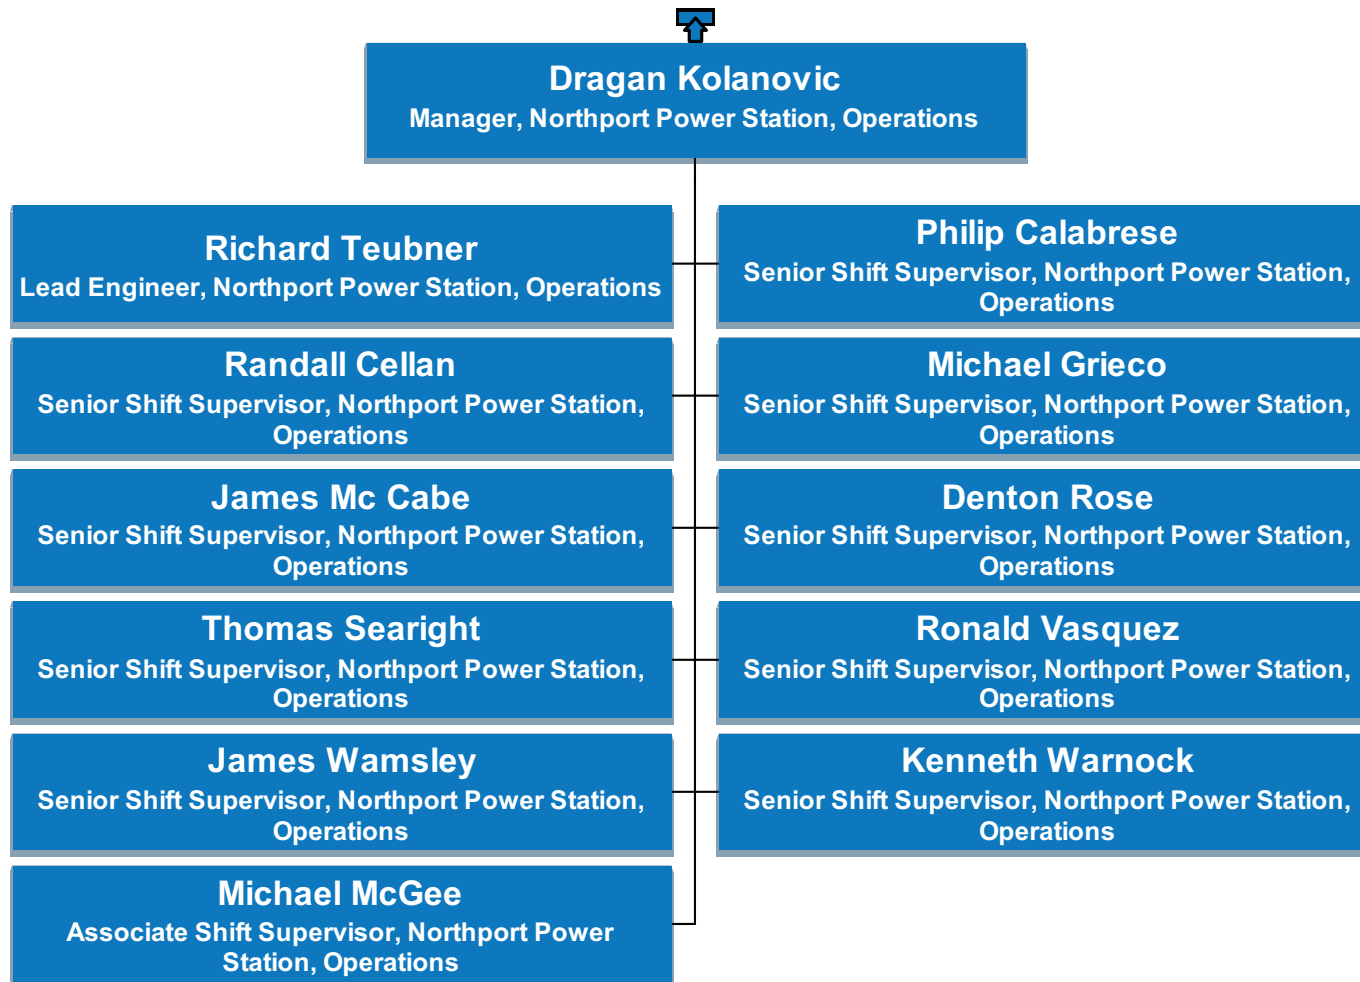 Dragan Kolanovic
Manager, Northport Power Station, Operations
Richard Teubner
Lead Engineer, Northport Power Station, Operations
Philip Calabrese
Senior Shift Supervisor, Northport Power Station,
Operations
Randall Cellan
Senior Shift Supervisor, Northport Power Station,
Operations
Michael Grieco
Senior Shift Supervisor, Northport Power Station,
Operations
James Mc Cabe
Senior Shift Supervisor, Northport Power Station,
Operations
Denton Rose
Senior Shift Supervisor, Northport Power Station,
Operations
Thomas Searight
Senior Shift Supervisor, Northport Power Station,
Operations
Ronald Vasquez
Senior Shift Supervisor, Northport Power Station,
Operations
James Wamsley
Senior Shift Supervisor, Northport Power Station,
Operations
Kenneth Warnock
Senior Shift Supervisor, Northport Power Station,
Operations
Michael McGee
Associate Shift Supervisor, Northport Power
Station, Operations